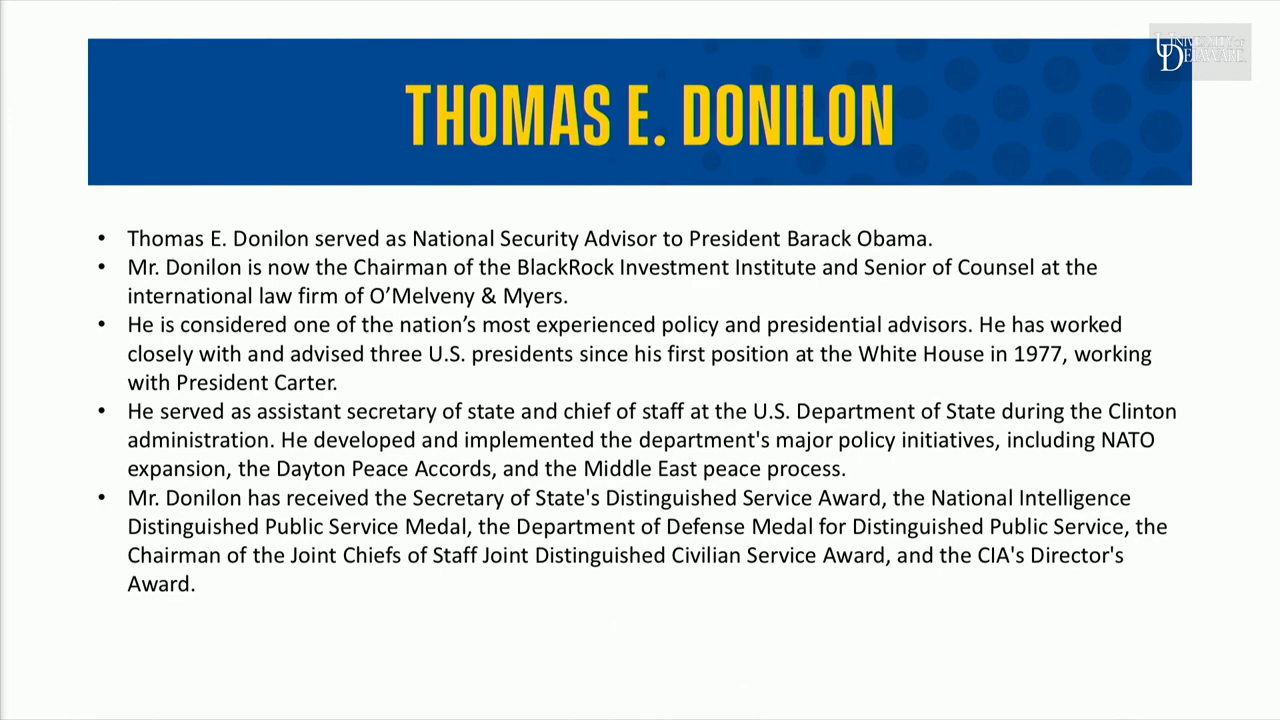 UNIVERSITY OF
DELAWARE
THOMAS E. DONILON
• Thomas E. Donilon served as National Security Advisor to President Barack Obama.
• Mr. Donilon is now the Chairman of the BlackRock Investment Institute and Senior of Counsel at the
international law firm of O’Melveny & Myers.
• He is considered one of the nation’s most experienced policy and presidential advisors. He has worked
closely with and advised three U.S. presidents since his first position at the White House in 1977, working
with President Carter.
• He served as assistant secretary of state and chief of staff at the U.S. Department of State during the Clinton
administration. He developed and implemented the department's major policy initiatives, including NATO
expansion, the Dayton Peace Accords, and the Middle East peace process.
• Mr. Donilon has received the Secretary of State's Distinguished Service Award, the National Intelligence
Distinguished Public Service Medal, the Department of Defense Medal for Distinguished Public Service, the
Chairman of the Joint Chiefs of Staff Joint Distinguished Civilian Service Award, and the CIA's Director's
Award.